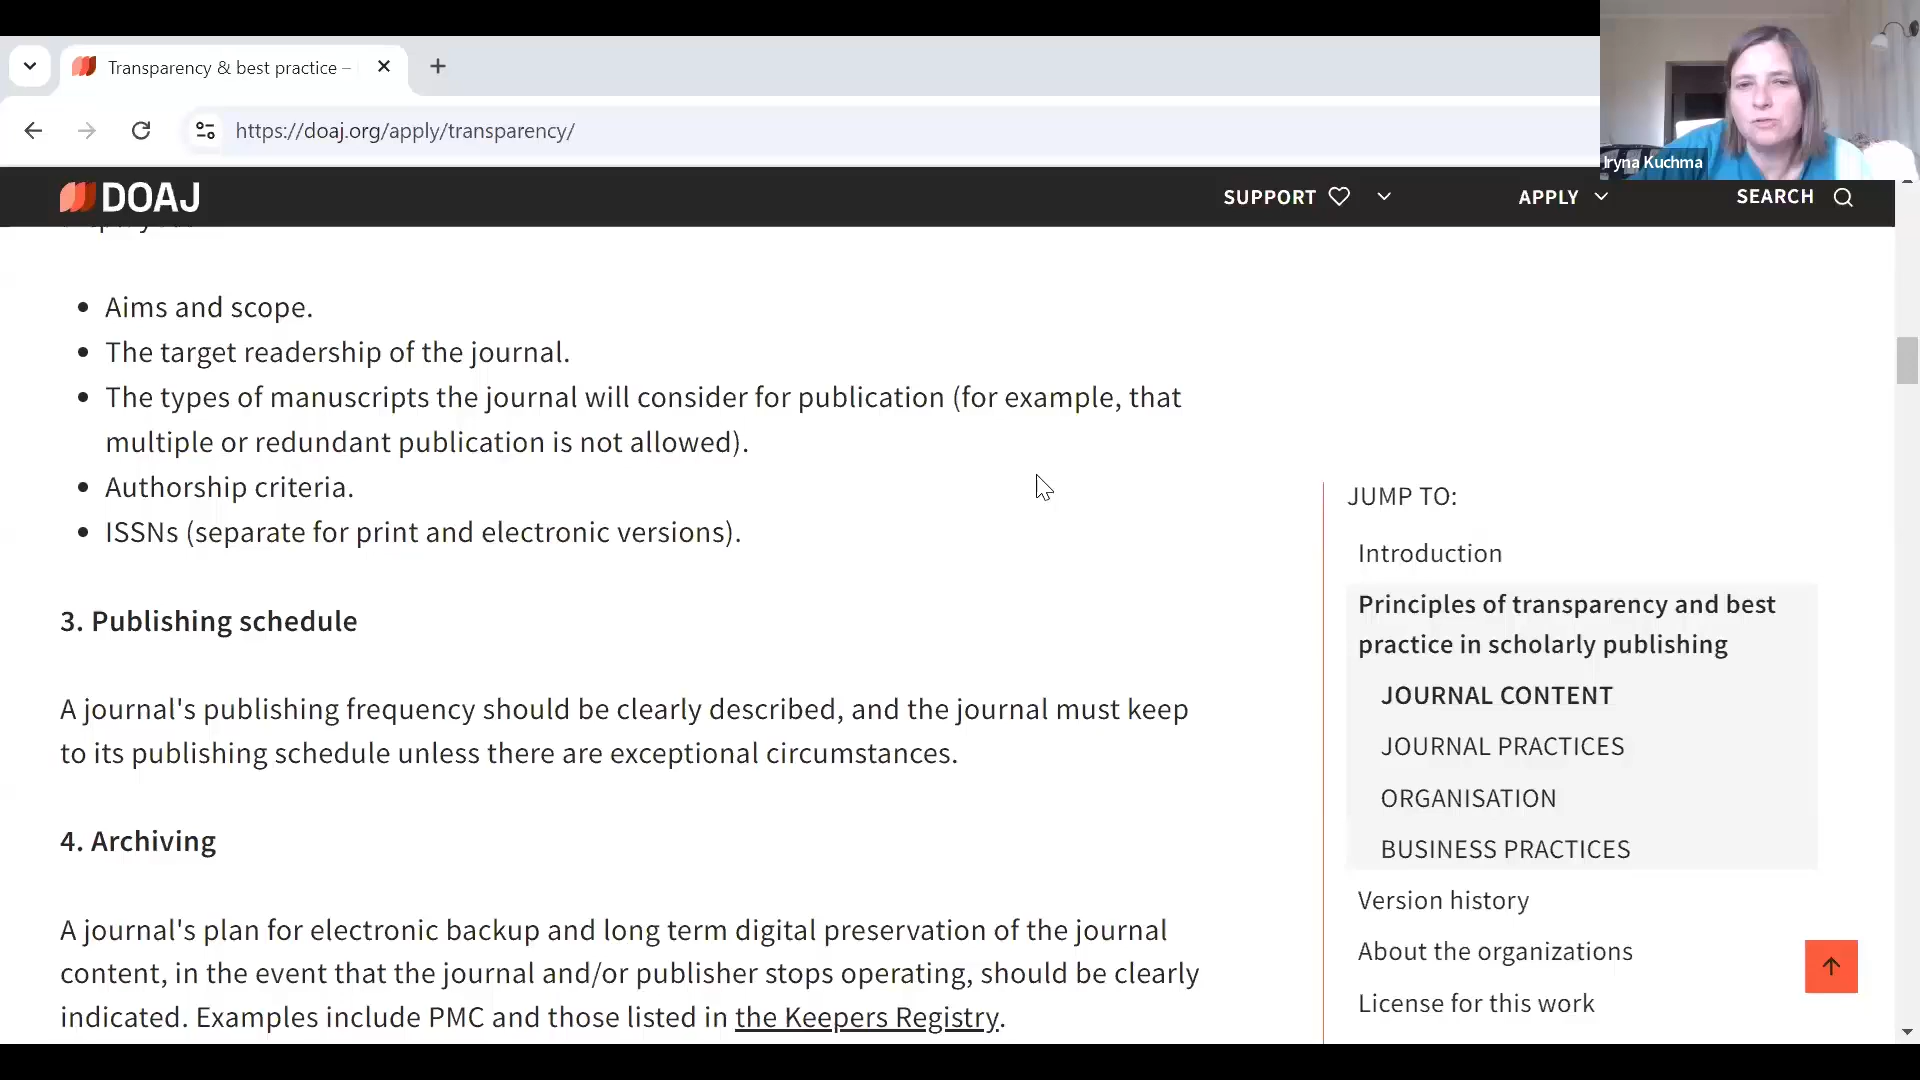 Transparency & best practice –
https://doaj.org/apply/transparency/
Iryna Kuchma
DOAJ
SUPPORT
APPLY
SEARCH
Aims and scope.
The target readership of the journal.
The types of manuscripts the journal will consider for publication (for example, that
multiple or redundant publication is not allowed).
Authorship criteria.
ISSNs (separate for print and electronic versions).
3. Publishing schedule
A journal's publishing frequency should be clearly described, and the journal must keep
to its publishing schedule unless there are exceptional circumstances.
4. Archiving
A journal's plan for electronic backup and long term digital preservation of the journal
content, in the event that the journal and/or publisher stops operating, should be clearly
indicated. Examples include PMC and those listed in the Keepers Registry.
JUMP TO:
Introduction
Principles of transparency and best
practice in scholarly publishing
JOURNAL CONTENT
JOURNAL PRACTICES
ORGANISATION
BUSINESS PRACTICES
Version history
About the organizations
License for this work